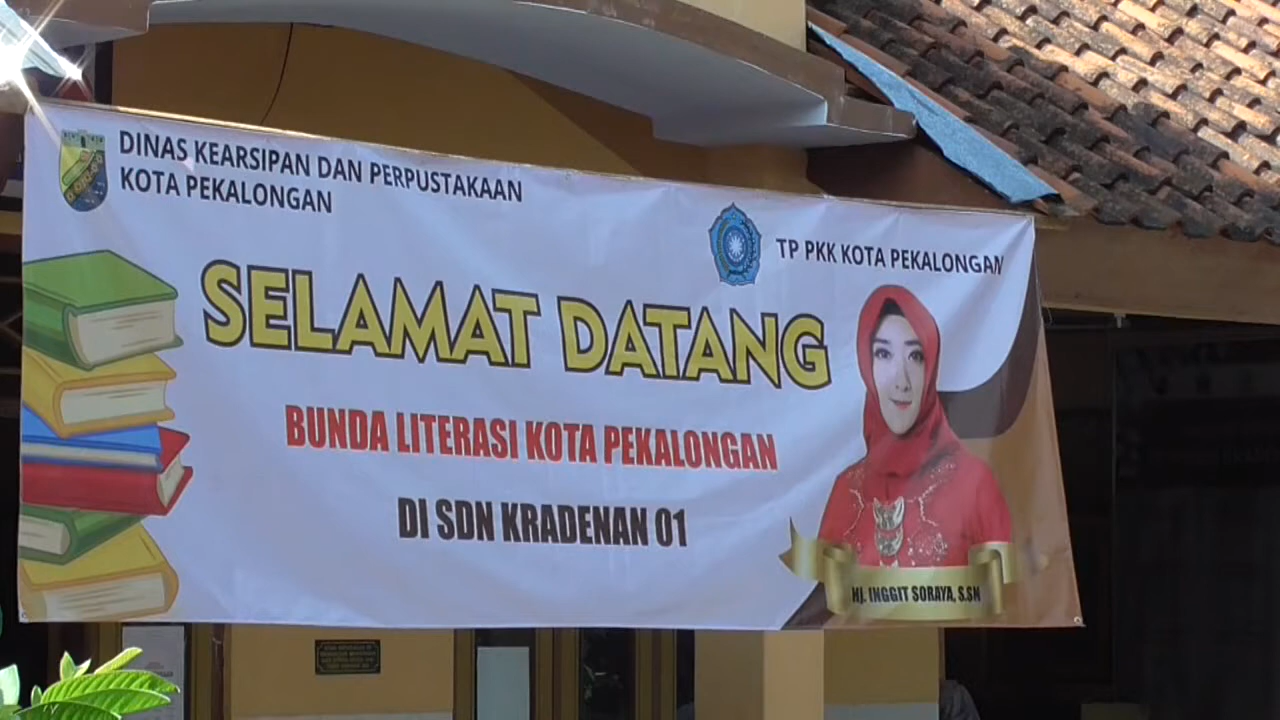 DINAS KEARSIPAN DAN PERPUSTAKAAN
KOTA PEKALONGAN
TP PKK KOTA PEKALONGAN
SELAMAT DATANG
BUNDA LITERASI KOTA PEKALONGAN
DI SDN KRADENAN 01
Hj. INGGIT SORAYA, S.SN